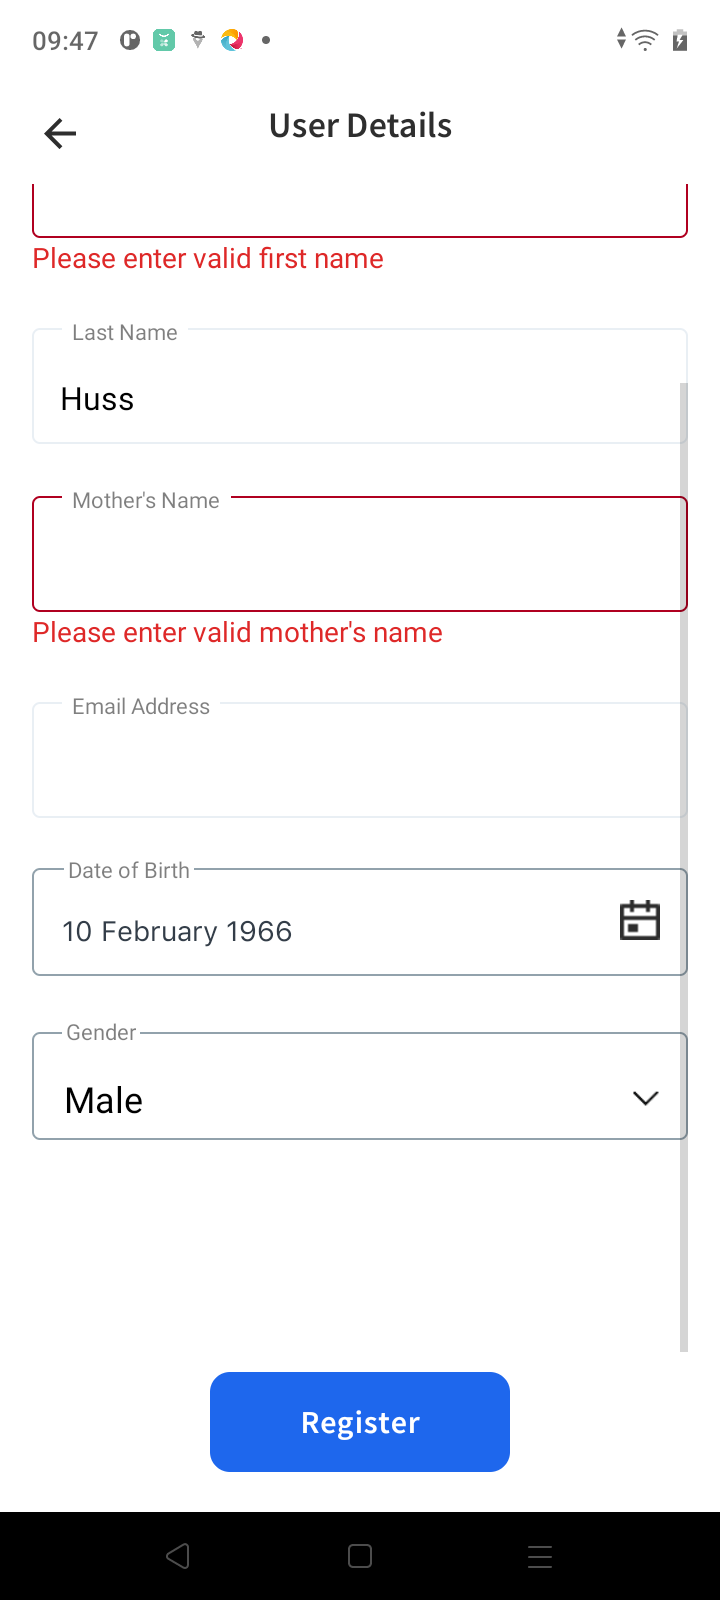 09:47
User Details
Please enter valid first name
Last Name
Huss
Mother's Name
Please enter valid mother's name
Email Address
Date of Birth
10 February 1966
Gender
Male
Register